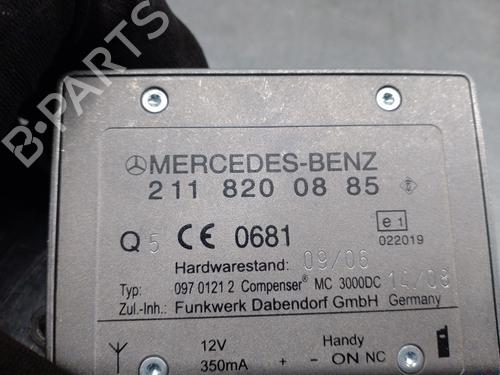 B-PARTS
MERCEDES-BENZ
211 820 08 85
Q 5 CE 0681 e1
022019
Hardwarestand: 09/06
Typ: 097 0121 2 Compenser® MC 3000DC 14/08
Zul.-Inh.: Funkwerk Dabendorf GmbH Germany
12V Handy
350mA + - ON NC